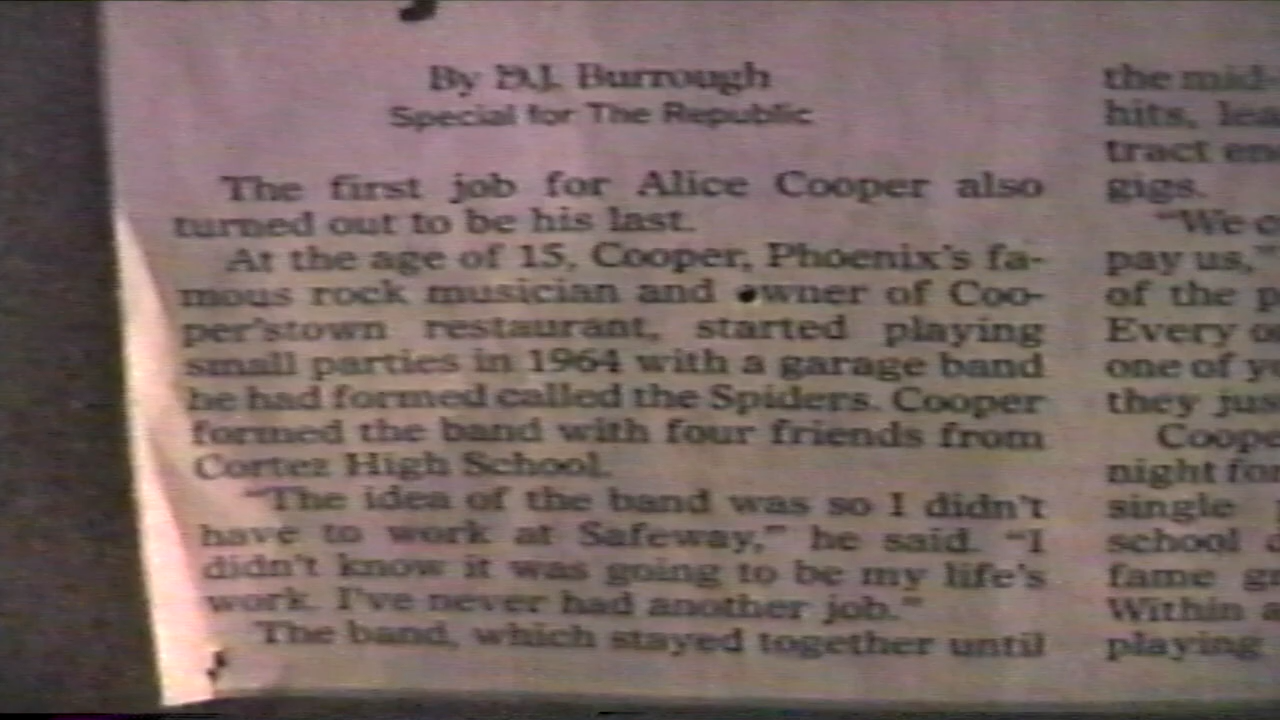 By D.J. Burrough
Special for The Republic
The first job for Alice Cooper also
turned out to be his last.
At the age of 15, Cooper, Phoenix's fa-
mous rock musician and owner of Coo-
per'stown restaurant, started playing
small parties in 1964 with a garage band
he had formed called the Spiders. Cooper
formed the band with four friends from
Cortez High School.
"The idea of the band was so I didn't
have to work at Safeway," he said. "I
didn't know it was going to be my life's
work. I've never had another job."
The band, which stayed together until
the mid-
hits, lea
tract en
gigs.
"We c
pay us,"
of the p
Every o
one of y
they jus
Coope
night for
single
school
fame gr
Within a
playing